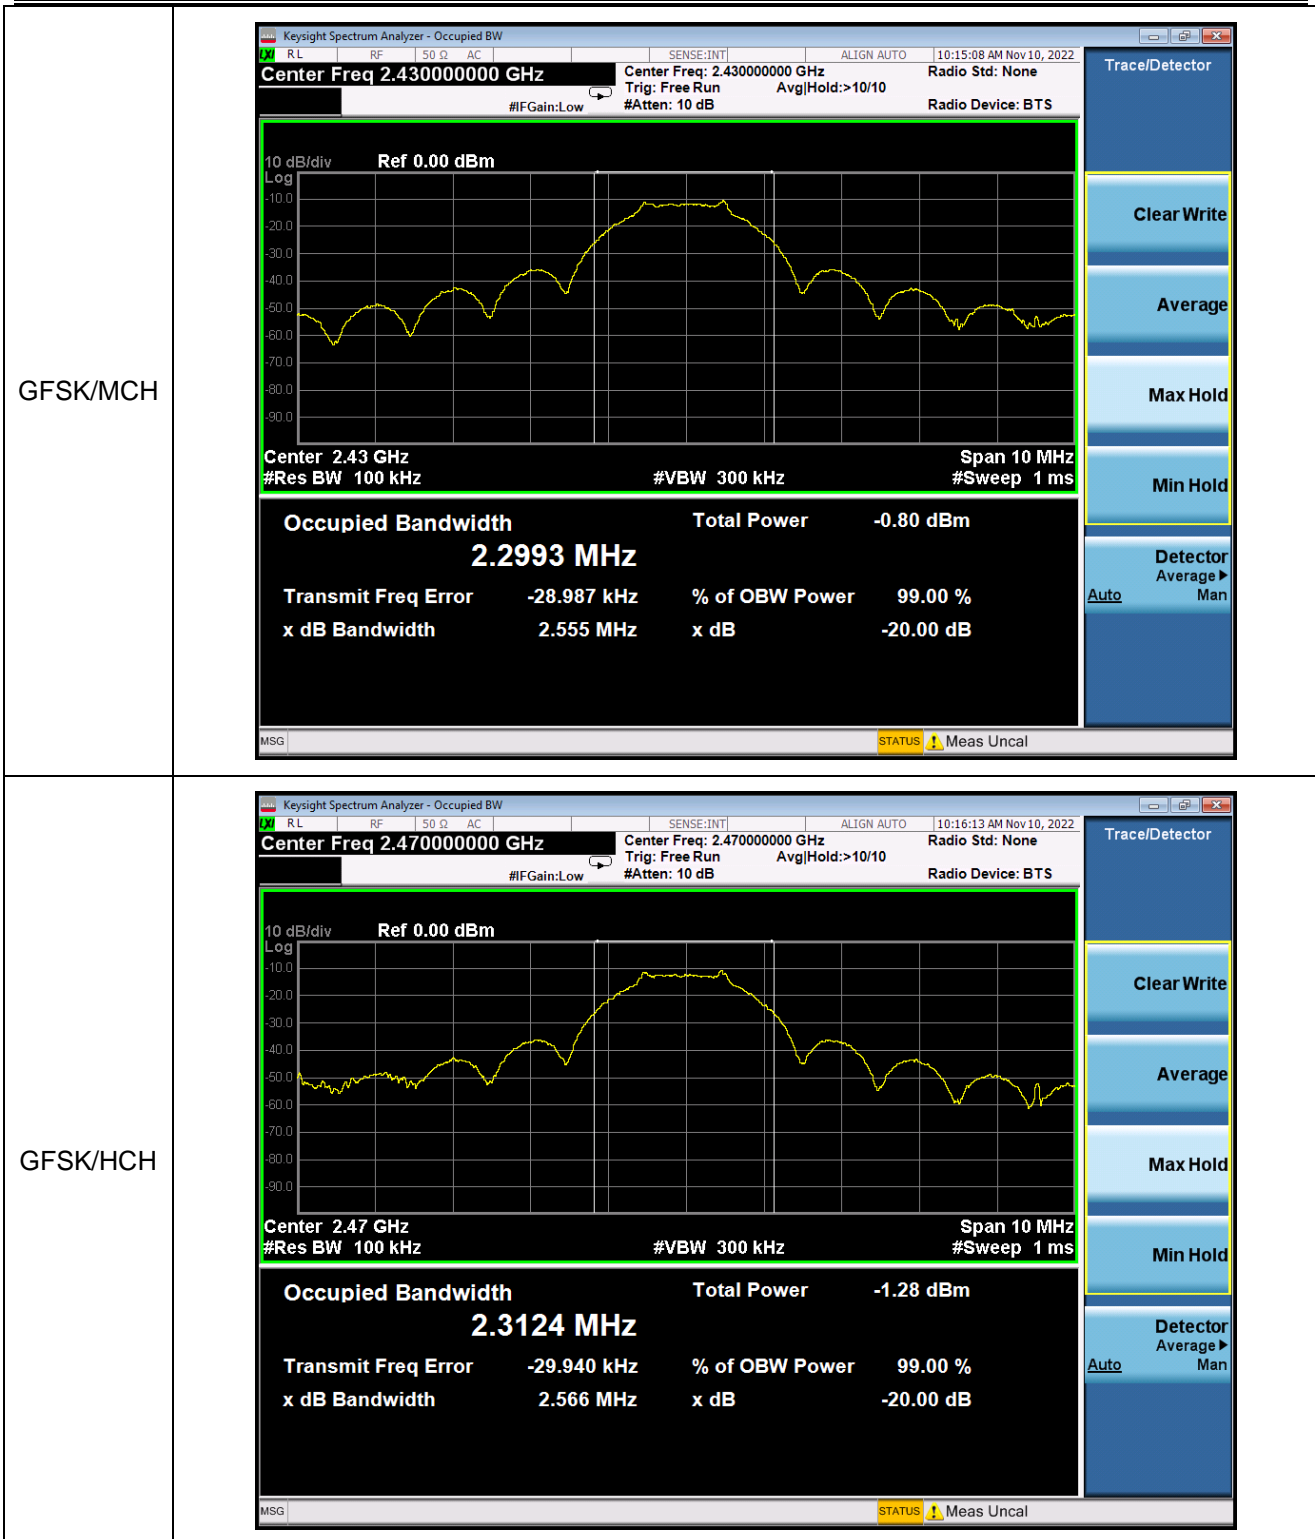 GFSK/MCH
Keysight Spectrum Analyzer - Occupied BW
LXI RL RF 50 Ω AC SENSE:INT ALIGN AUTO 10:15:08 AM Nov 10, 2022
Center Freq 2.430000000 GHz Center Freq: 2.430000000 GHz Radio Std: None
Trig: Free Run Avg|Hold:>10/10
#IFGain:Low #Atten: 10 dB Radio Device: BTS
10 dB/div Ref 0.00 dBm
Log
-10.0
-20.0
-30.0
-40.0
-50.0
-60.0
-70.0
-80.0
-90.0
Center 2.43 GHz Span 10 MHz
#Res BW 100 kHz #VBW 300 kHz #Sweep 1 ms
Occupied Bandwidth Total Power -0.80 dBm
2.2993 MHz
Transmit Freq Error -28.987 kHz % of OBW Power 99.00 %
x dB Bandwidth 2.555 MHz x dB -20.00 dB
MSG STATUS Meas Uncal
Trace/Detector
Clear Write
Average
Max Hold
Min Hold
Detector
Average
Auto Man
GFSK/HCH
Keysight Spectrum Analyzer - Occupied BW
LXI RL RF 50 Ω AC SENSE:INT ALIGN AUTO 10:16:13 AM Nov 10, 2022
Center Freq 2.470000000 GHz Center Freq: 2.470000000 GHz Radio Std: None
Trig: Free Run Avg|Hold:>10/10
#IFGain:Low #Atten: 10 dB Radio Device: BTS
10 dB/div Ref 0.00 dBm
Log
-10.0
-20.0
-30.0
-40.0
-50.0
-60.0
-70.0
-80.0
-90.0
Center 2.47 GHz Span 10 MHz
#Res BW 100 kHz #VBW 300 kHz #Sweep 1 ms
Occupied Bandwidth Total Power -1.28 dBm
2.3124 MHz
Transmit Freq Error -29.940 kHz % of OBW Power 99.00 %
x dB Bandwidth 2.566 MHz x dB -20.00 dB
MSG STATUS Meas Uncal
Trace/Detector
Clear Write
Average
Max Hold
Min Hold
Detector
Average
Auto Man